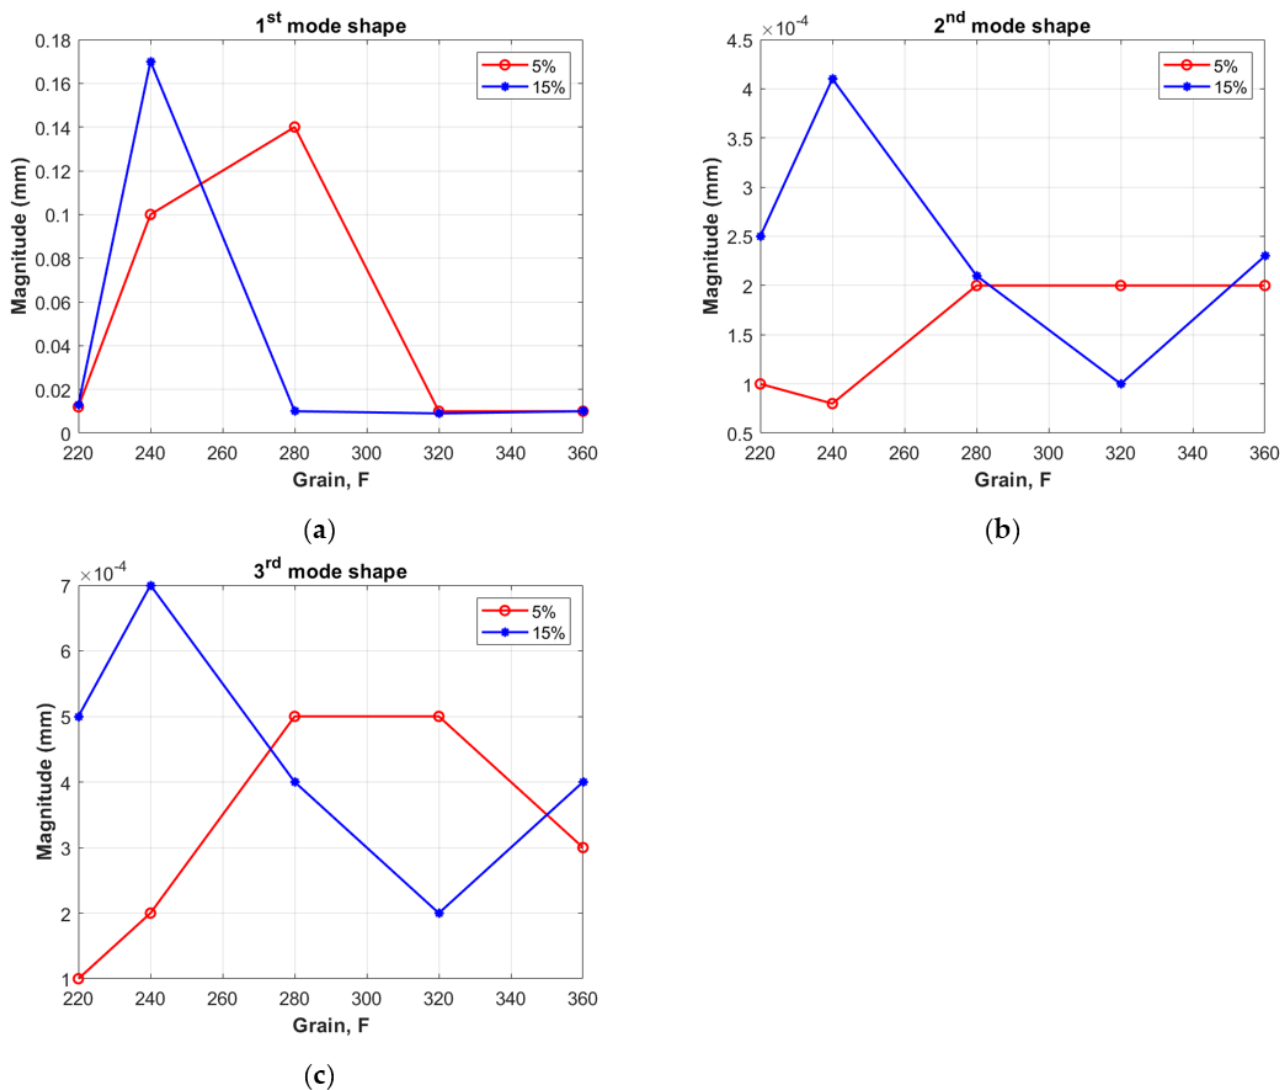 1st mode shape
0.18
0.16
0.14
0.12
0.1
0.08
0.06
0.04
0.02
0
Magnitude (mm)
5%
15%
220 240 260 280 300 320 340 360
Grain, F
(a)
2nd mode shape
×10-4
4.5
4
3.5
3
2.5
2
1.5
1
0.5
Magnitude (mm)
5%
15%
220 240 260 280 300 320 340 360
Grain, F
(b)
3rd mode shape
×10-4
7
6
5
4
3
2
1
Magnitude (mm)
5%
15%
220 240 260 280 300 320 340 360
Grain, F
(c)